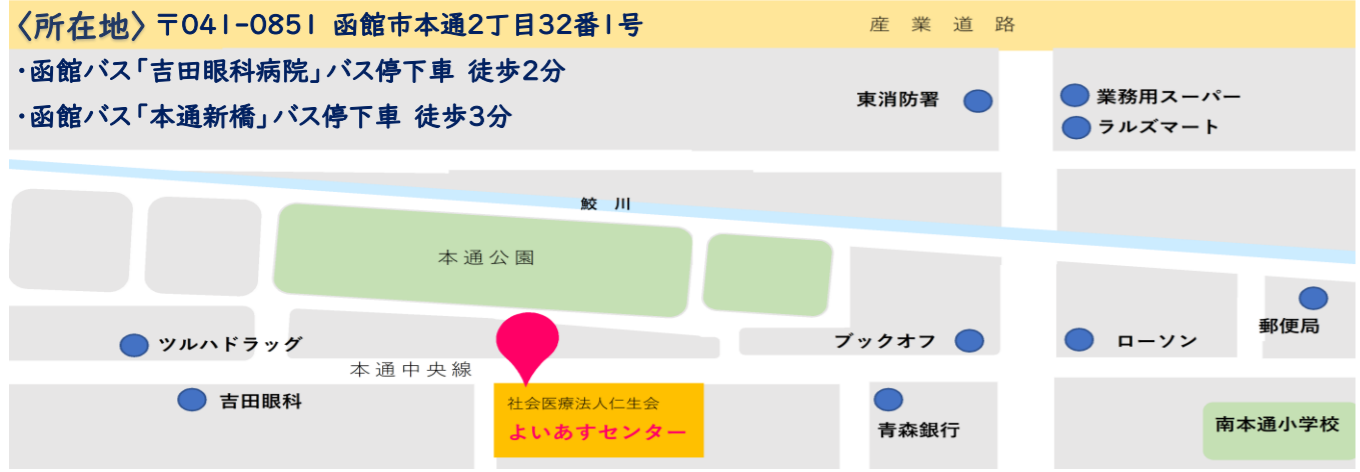 〈所在地〉 〒041-0851 函館市本通2丁目32番1号
産業道路
・函館バス「吉田眼科病院」バス停下車 徒歩2分
・函館バス「本通新橋」バス停下車 徒歩3分
東消防署
業務用スーパー
ラルズマート
鮫川
本通公園
郵便局
ツルハドラッグ
ブックオフ
ローソン
本通中央線
吉田眼科
社会医療法人仁生会
よいあすセンター
青森銀行
南本通小学校